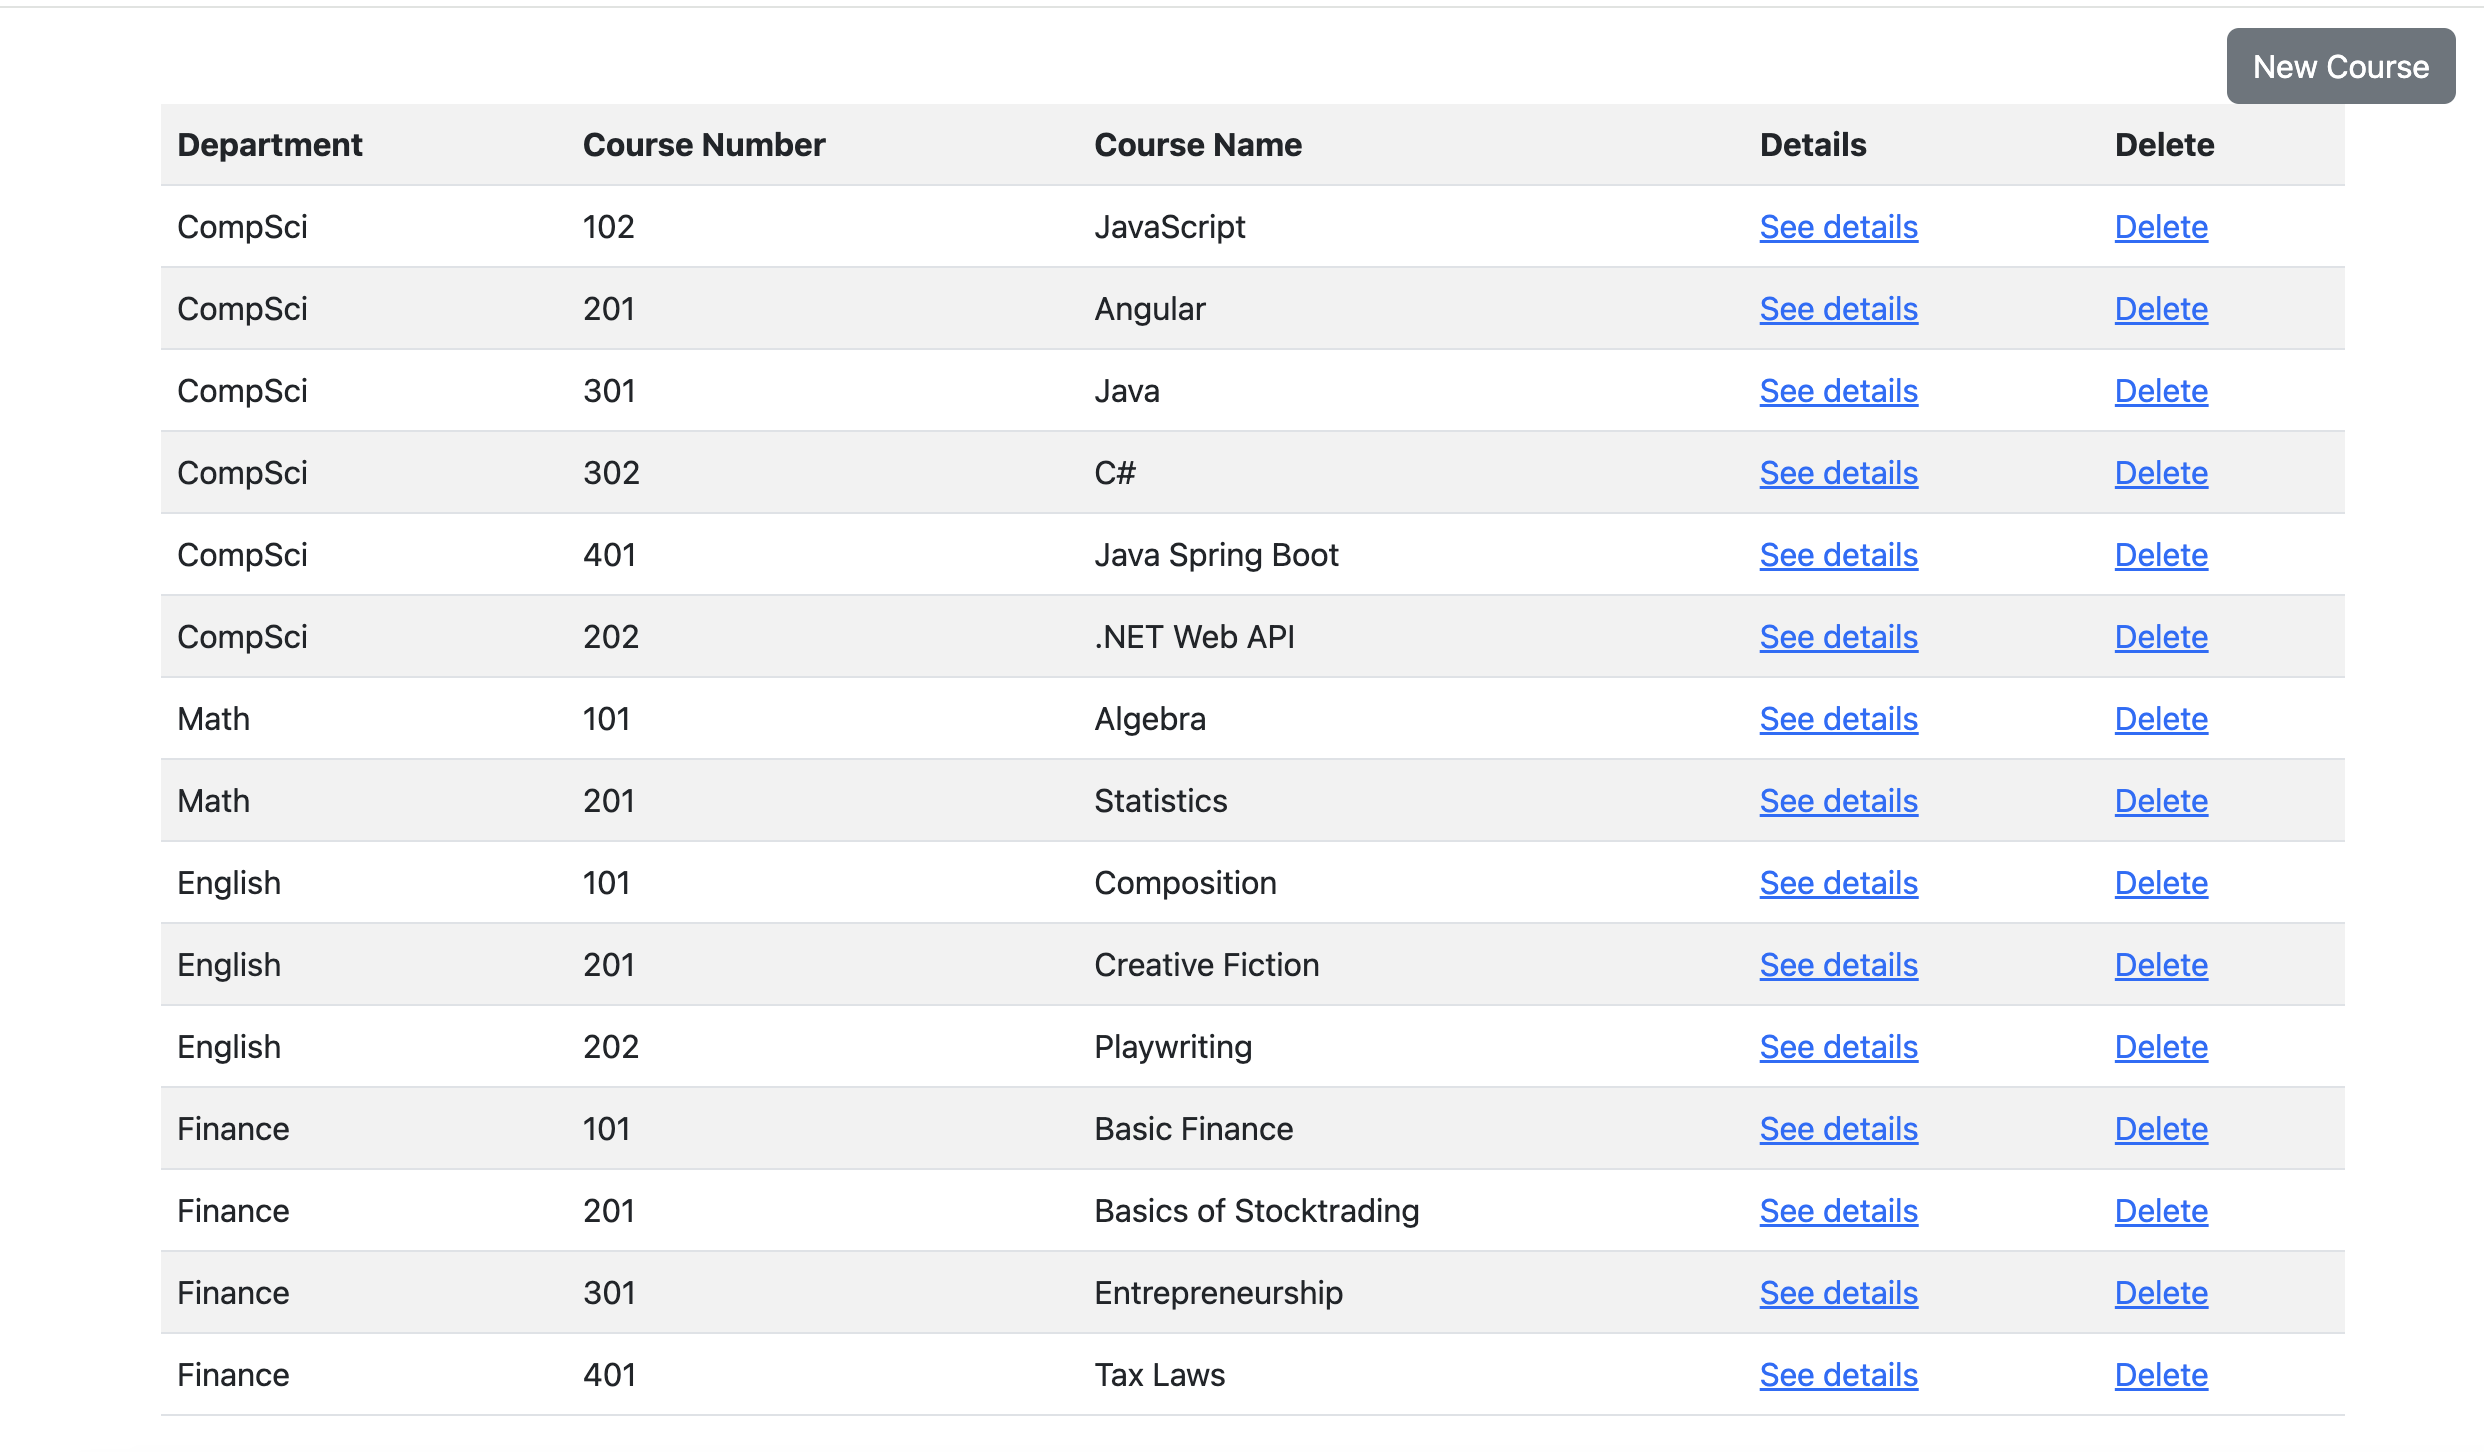 New Course
Department Course Number Course Name Details Delete
CompSci 102 JavaScript See details Delete
CompSci 201 Angular See details Delete
CompSci 301 Java See details Delete
CompSci 302 C# See details Delete
CompSci 401 Java Spring Boot See details Delete
CompSci 202 .NET Web API See details Delete
Math 101 Algebra See details Delete
Math 201 Statistics See details Delete
English 101 Composition See details Delete
English 201 Creative Fiction See details Delete
English 202 Playwriting See details Delete
Finance 101 Basic Finance See details Delete
Finance 201 Basics of Stocktrading See details Delete
Finance 301 Entrepreneurship See details Delete
Finance 401 Tax Laws See details Delete